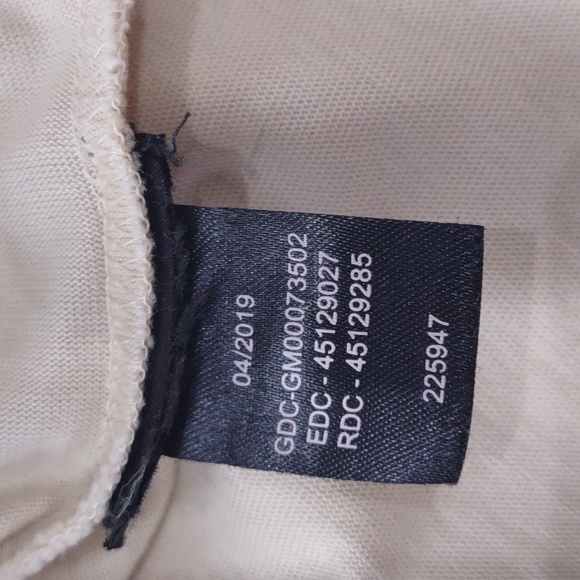 04/2019
GDC-GM00073502
EDC - 45129027
RDC - 45129285
225947